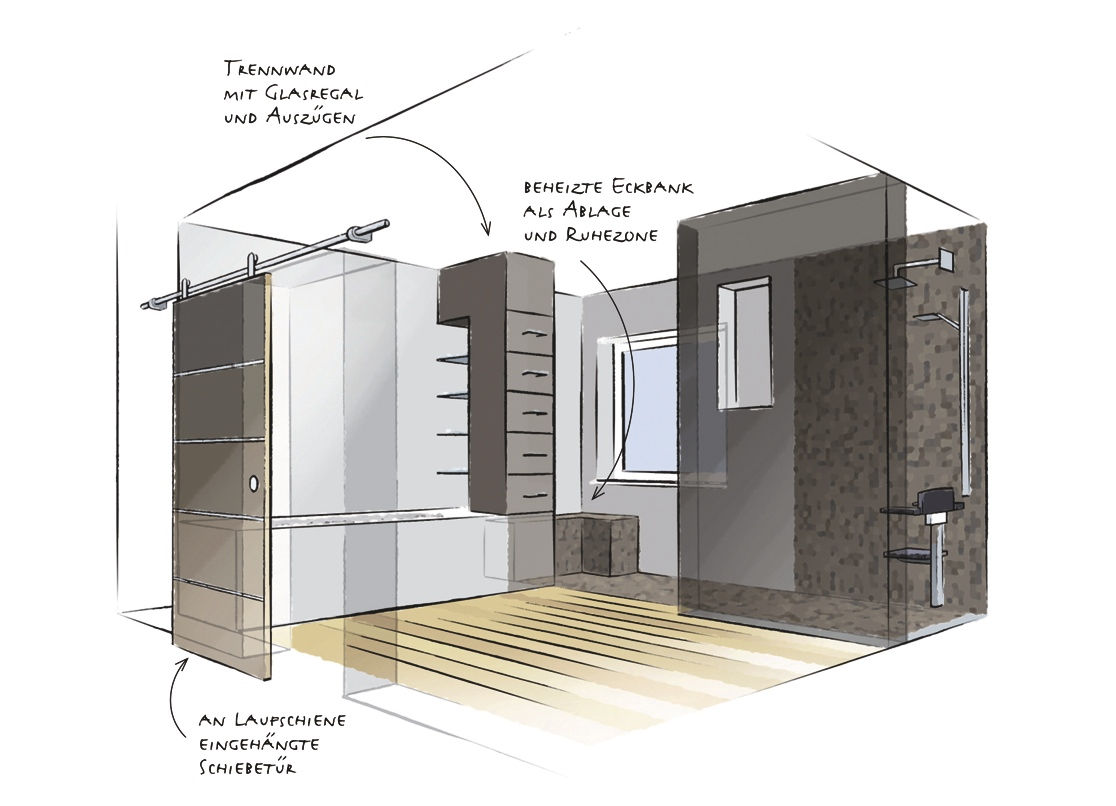 Trennwand
mit Glasregal
und Auszügen
beheizte Eckbank
als Ablage
und Ruhezone
an Laufschiene
eingehängte
Schiebetür